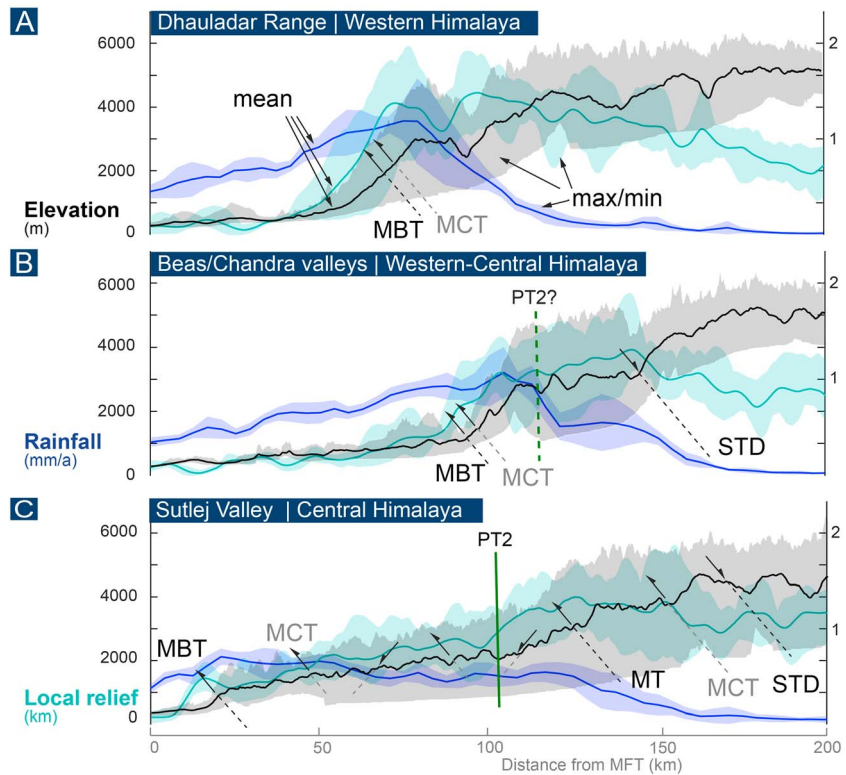 A
Dhauladar Range | Western Himalaya
6000
4000
2000
0
2
1
mean
max/min
MBT
MCT
Elevation
(m)
B
Beas/Chandra valleys | Western-Central Himalaya
6000
4000
2000
0
2
1
PT2?
MBT
MCT
STD
Rainfall
(mm/a)
C
Sutlej Valley | Central Himalaya
6000
4000
2000
0
2
1
PT2
MBT
MCT
MT
MCT
STD
Local relief
(km)
0
50
100
150
200
Distance from MFT (km)